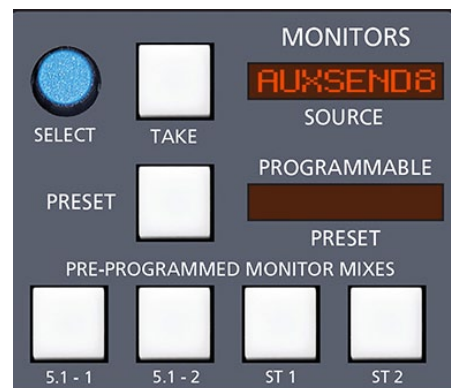 MONITORS
AUXSEND8
SELECT
TAKE
SOURCE
PROGRAMMABLE
PRESET
PRESET
PRE-PROGRAMMED MONITOR MIXES
5.1 - 1
5.1 - 2
ST 1
ST 2